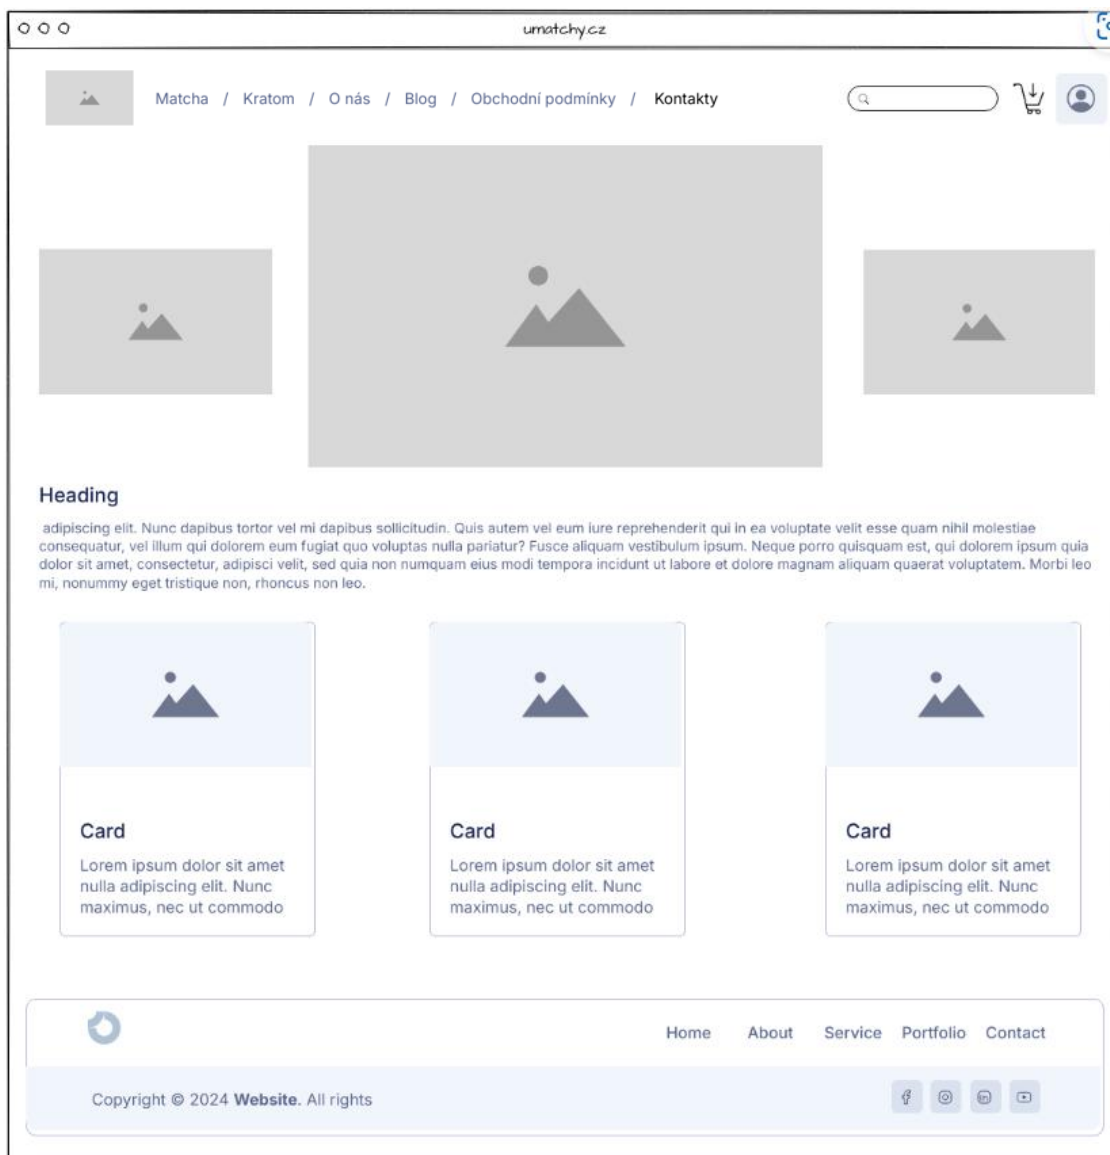 umatchy.cz
Matcha / Kratom / O nás / Blog / Obchodní podmínky / Kontakty
Heading
adipiscing elit. Nunc dapibus tortor vel mi dapibus sollicitudin. Quis autem vel eum iure reprehenderit qui in ea voluptate velit esse quam nihil molestiae
consequatur, vel illum qui dolorem eum fugiat quo voluptas nulla pariatur? Fusce aliquam vestibulum ipsum. Neque porro quisquam est, qui dolorem ipsum quia
dolor sit amet, consectetur, adipisci velit, sed quia non numquam eius modi tempora incidunt ut labore et dolore magnam aliquam quaerat voluptatem. Morbi leo
mi, nonummy eget tristique non, rhoncus non leo.
Card
Lorem ipsum dolor sit amet
nulla adipiscing elit. Nunc
maximus, nec ut commodo
Card
Lorem ipsum dolor sit amet
nulla adipiscing elit. Nunc
maximus, nec ut commodo
Card
Lorem ipsum dolor sit amet
nulla adipiscing elit. Nunc
maximus, nec ut commodo
Home About Service Portfolio Contact
Copyright © 2024 Website. All rights